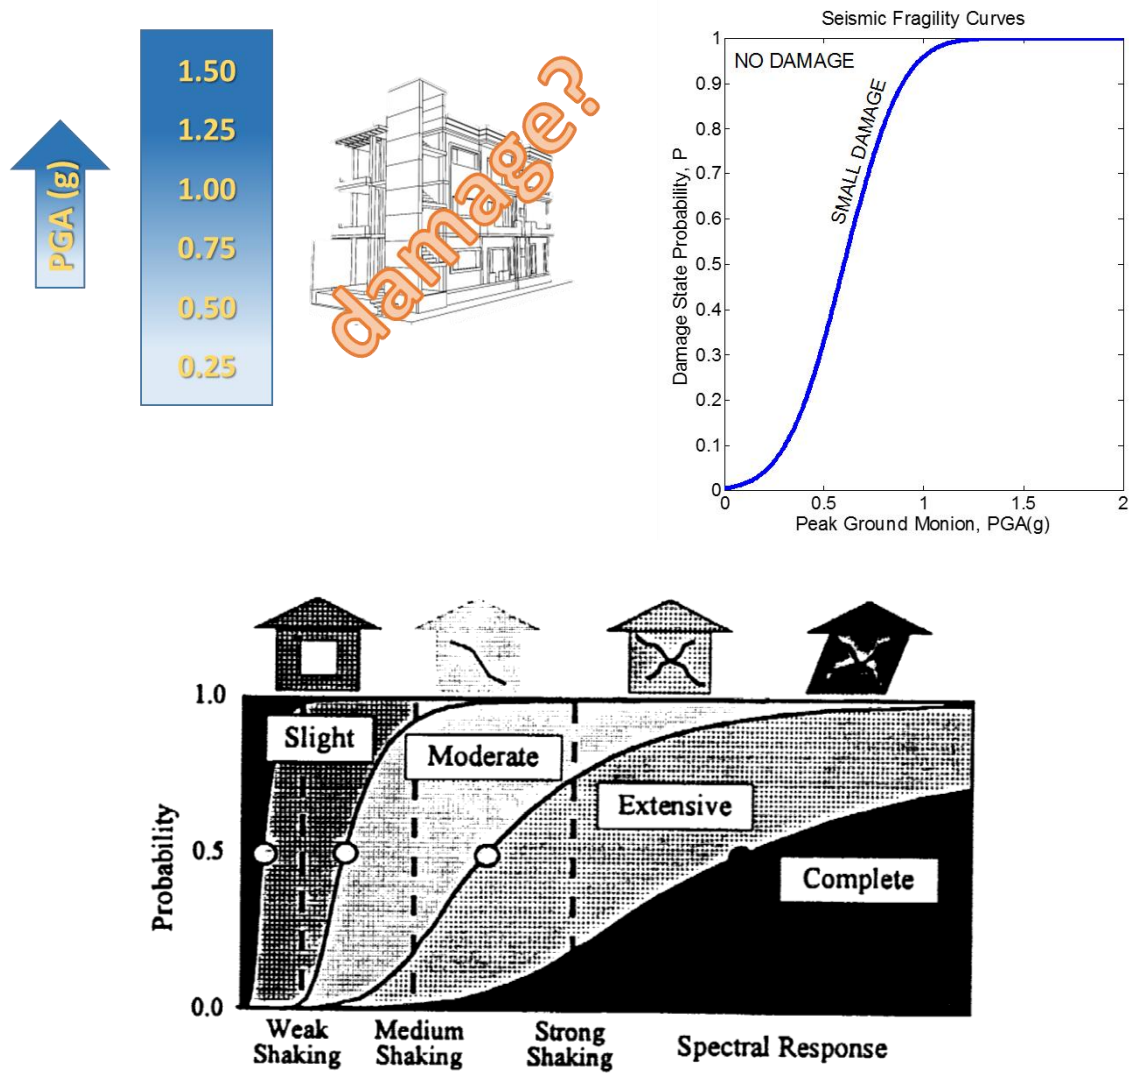 1.50
1.25
1.00
0.75
0.50
0.25
PGA (g)
damage?
Seismic Fragility Curves
NO DAMAGE
SMALL DAMAGE
Damage State Probability, P
1
0.9
0.8
0.7
0.6
0.5
0.4
0.3
0.2
0.1
0
0
0.5
1
1.5
2
Peak Ground Monion, PGA(g)
1.0
0.5
0.0
Probability
Slight
Moderate
Extensive
Complete
Weak
Shaking
Medium
Shaking
Strong
Shaking
Spectral Response